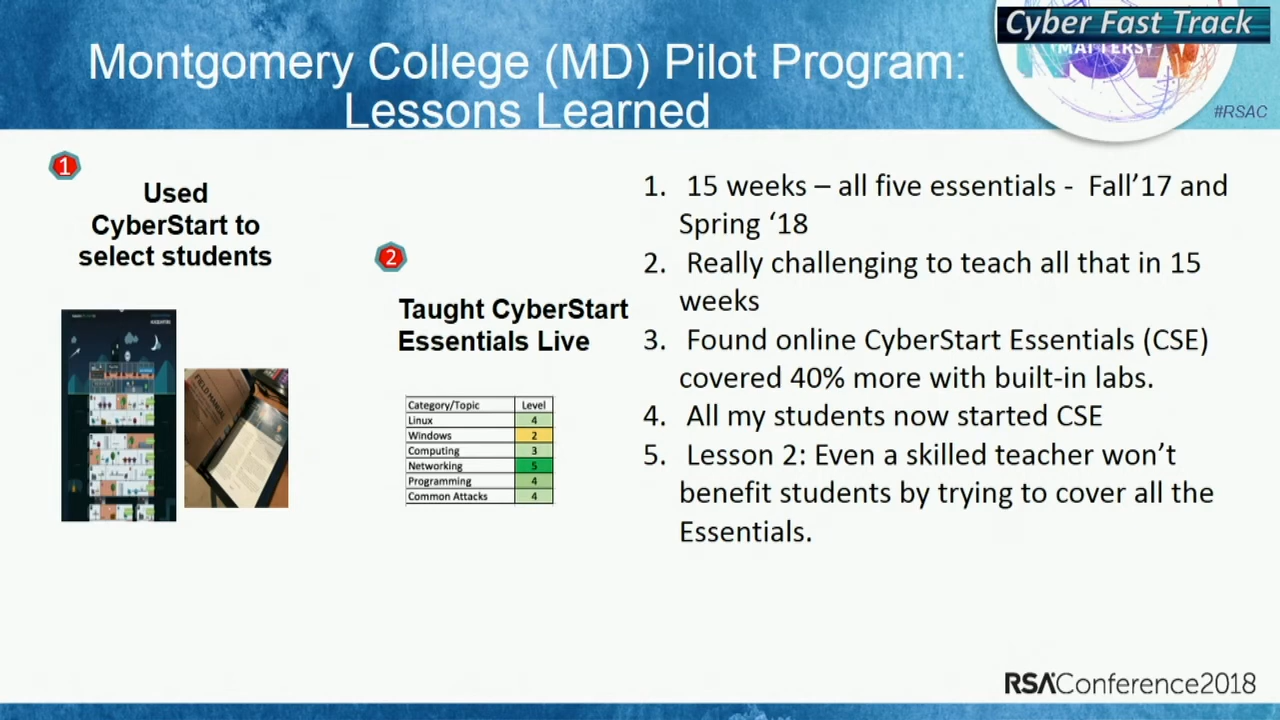 Cyber Fast Track
MATTERS
#RSAC
Montgomery College (MD) Pilot Program:
Lessons Learned
1
Used
CyberStart to
select students
FIELD MANUAL
2
Taught CyberStart
Essentials Live
Category/Topic Level
Linux 4
Windows 2
Computing 3
Networking 5
Programming 4
Common Attacks 4
1. 15 weeks – all five essentials - Fall’17 and
Spring ‘18
2. Really challenging to teach all that in 15
weeks
3. Found online CyberStart Essentials (CSE)
covered 40% more with built-in labs.
4. All my students now started CSE
5. Lesson 2: Even a skilled teacher won’t
benefit students by trying to cover all the
Essentials.
RSAConference2018